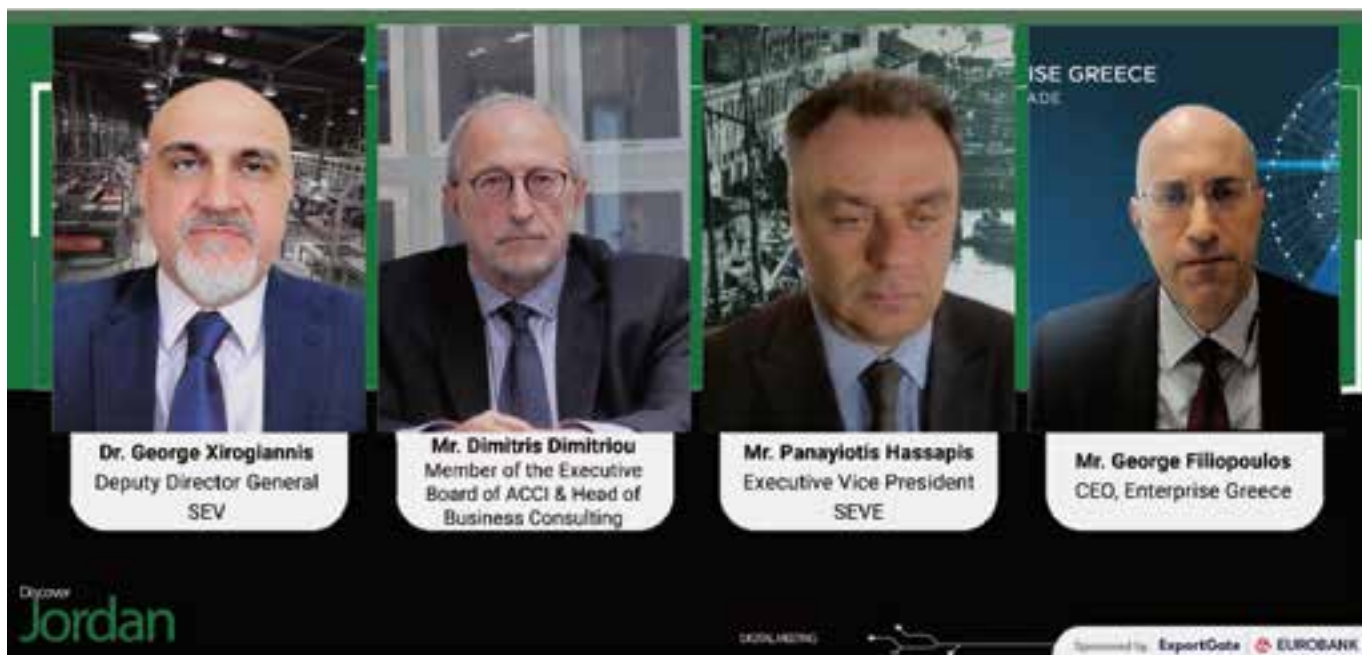 ISE GREECE
ADE
Dr. George Xirogiannis
Deputy Director General
SEV
Mr. Dimitris Dimitriou
Member of the Executive
Board of ACCI & Head of
Business Consulting
Mr. Panayiotis Hassapis
Executive Vice President
SEVE
Mr. George Filiopoulos
CEO, Enterprise Greece
Discover
Jordan
DIGITAL MEETING
Sponsored by ExportGate EUROBANK